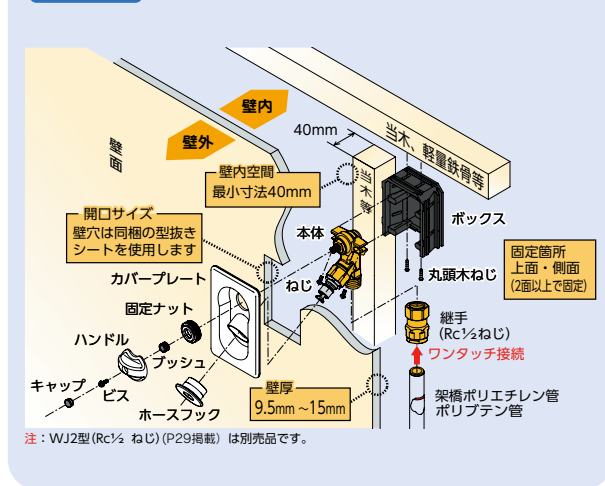 壁内
壁外
壁面
40mm
当木、軽量鉄骨等
壁内空間
最小寸法40mm
当木等
ボックス
開口サイズ
壁穴は同梱の型抜き
シートを使用します
本体
丸頭木ねじ
固定箇所
上面・側面
(2面以上で固定)
カバープレート
ねじ
固定ナット
継手
(Rc½ねじ)
ハンドル
ブッシュ
ワンタッチ接続
キャップ
ビス
壁厚
9.5mm～15mm
架橋ポリエチレン管
ポリブテン管
ホースフック
注：WJ2型(Rc½ ねじ)(P29掲載) は別売品です。